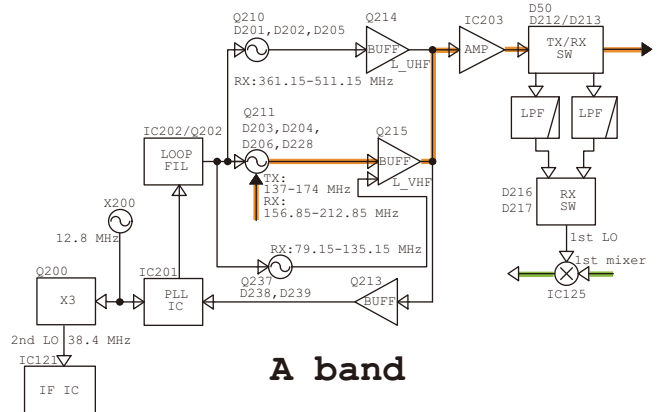 D50
D212/D213
TX/RX
SW
Q210
D201, D202, D205
Q214
BUFF
L_UHF
IC203
AMP
RX:361.15-511.15 MHz
LPF
LPF
Q211
D203, D204,
D206, D228
Q215
BUFF
L_VHF
IC202/Q202
LOOP
FIL
TX:
137-174 MHz
RX:
156.85-212.85 MHz
D216
D217
RX
SW
X200
12.8 MHz
RX:79.15-135.15 MHz
1st LO
1st mixer
IC125
Q200
X3
IC201
PLL
IC
Q237
D238, D239
Q213
BUFF
2nd LO
38.4 MHz
IC121
IF IC
A band